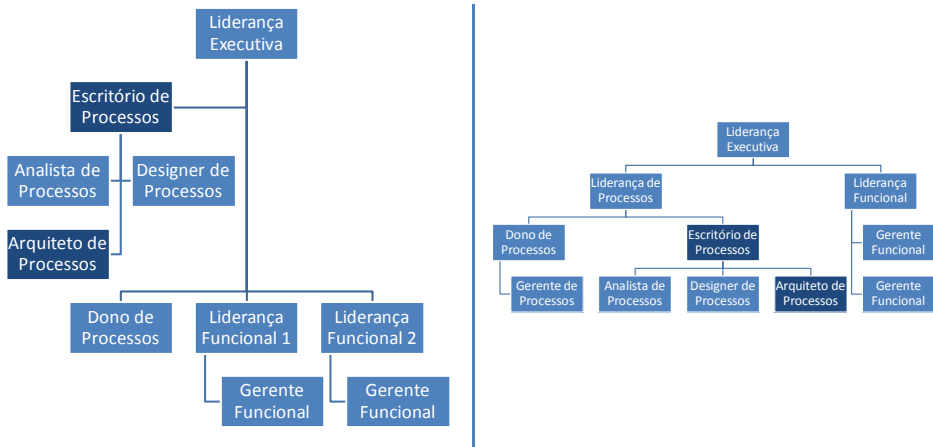 Liderança
Executiva
Escritório de
Processos
Analista de
Processos
Designer de
Processos
Arquiteto de
Processos
Dono de
Processos
Liderança
Funcional 1
Liderança
Funcional 2
Gerente
Funcional
Gerente
Funcional
Liderança
Executiva
Liderança de
Processos
Liderança
Funcional
Dono de
Processos
Escritório de
Processos
Gerente
Funcional
Gerente de
Processos
Analista de
Processos
Designer de
Processos
Arquiteto de
Processos
Gerente
Funcional